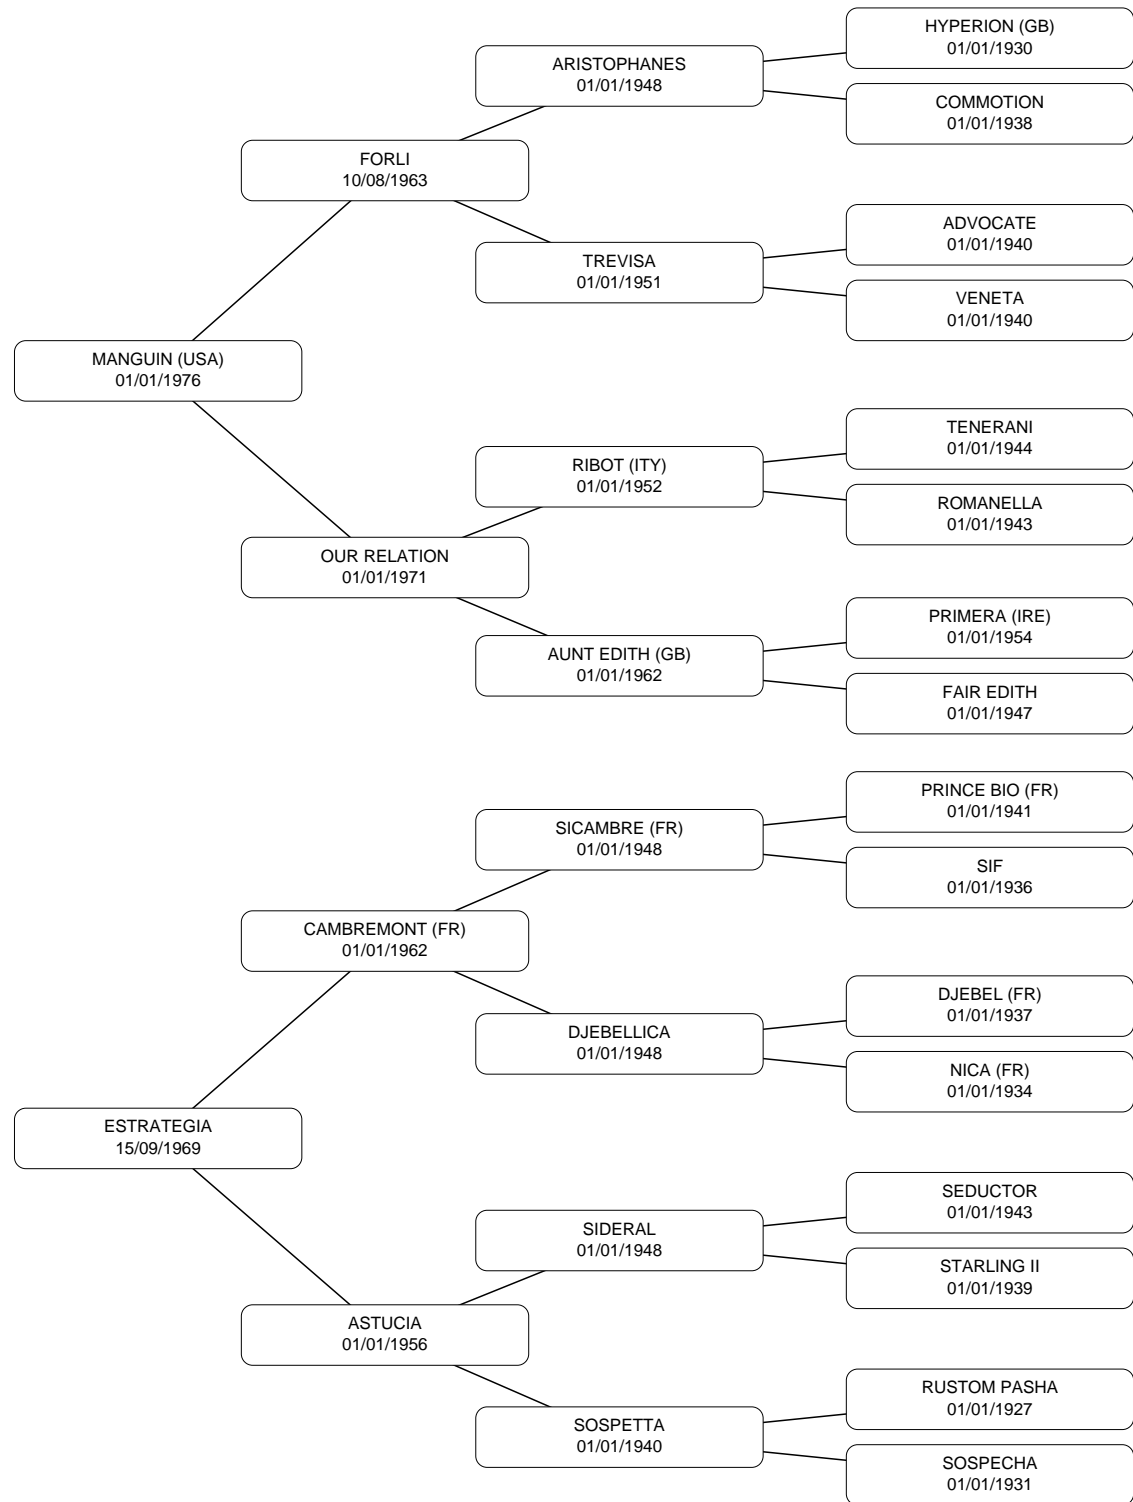 HYPERION (GB)
01/01/1930
ARISTOPHANES
01/01/1948
COMMOTION
01/01/1938
FORLI
10/08/1963
ADVOCATE
01/01/1940
TREVISA
01/01/1951
VENETA
01/01/1940
MANGUIN (USA)
01/01/1976
TENERANI
01/01/1944
RIBOT (ITY)
01/01/1952
ROMANELLA
01/01/1943
OUR RELATION
01/01/1971
PRIMERA (IRE)
01/01/1954
AUNT EDITH (GB)
01/01/1962
FAIR EDITH
01/01/1947
PRINCE BIO (FR)
01/01/1941
SICAMBRE (FR)
01/01/1948
SIF
01/01/1936
CAMBREMONT (FR)
01/01/1962
DJEBEL (FR)
01/01/1937
DJEBELLICA
01/01/1948
NICA (FR)
01/01/1934
ESTRATEGIA
15/09/1969
SEDUCTOR
01/01/1943
SIDERAL
01/01/1948
STARLING II
01/01/1939
ASTUCIA
01/01/1956
RUSTOM PASHA
01/01/1927
SOSPETTA
01/01/1940
SOSPECHA
01/01/1931